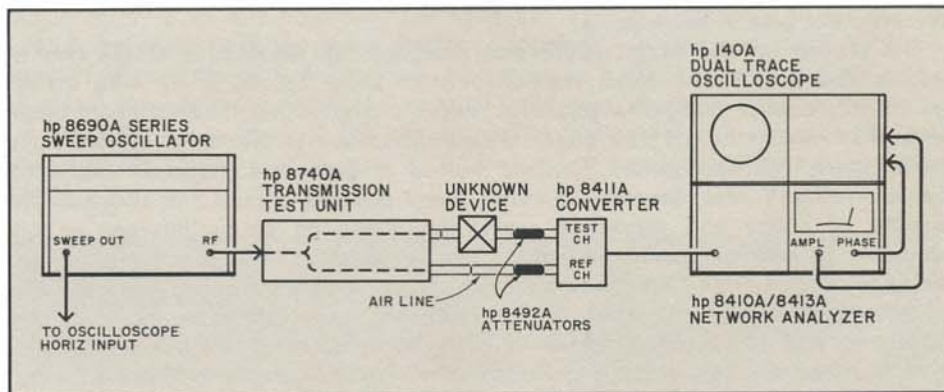 hp 8690A SERIES
SWEEP OSCILLATOR
SWEEP OUT
RF
TO OSCILLOSCOPE
HORIZ INPUT
hp 8740A
TRANSMISSION
TEST UNIT
UNKNOWN
DEVICE
AIR LINE
hp 8492A
ATTENUATORS
hp 8411A
CONVERTER
TEST
CH
REF
CH
hp 140A
DUAL TRACE
OSCILLOSCOPE
AMPL PHASE
hp 8410A/8413A
NETWORK ANALYZER